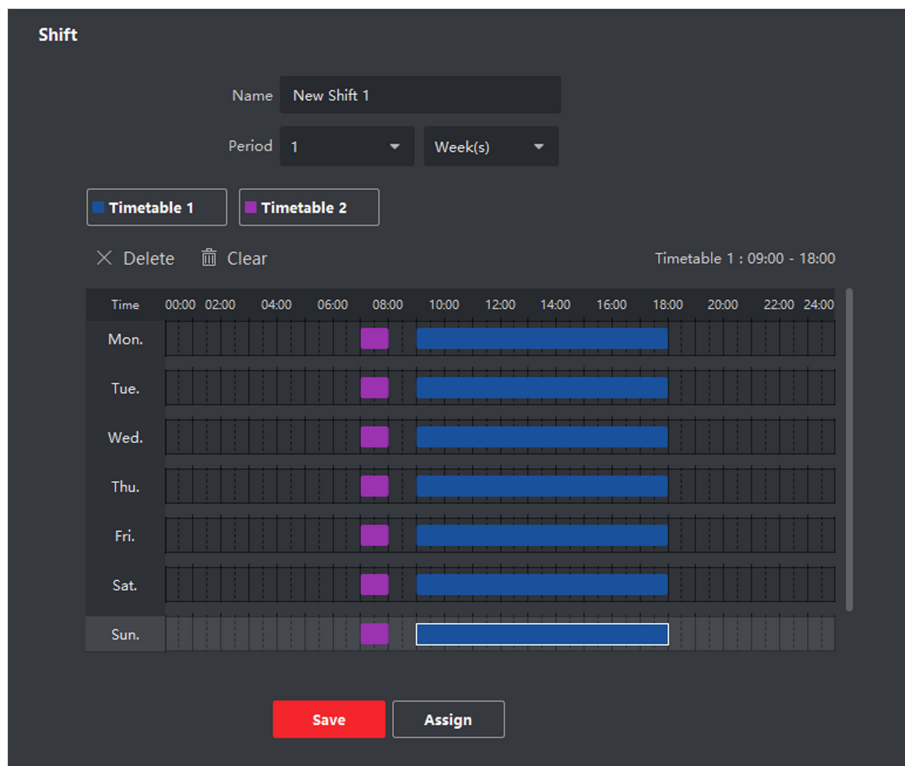 Shift
Name New Shift 1
Period 1 Week(s)
Timetable 1 Timetable 2
Delete Clear Timetable 1 : 09:00 - 18:00
Time 00:00 02:00 04:00 06:00 08:00 10:00 12:00 14:00 16:00 18:00 20:00 22:00 24:00
Mon.
Tue.
Wed.
Thu.
Fri.
Sat.
Sun.
Save Assign